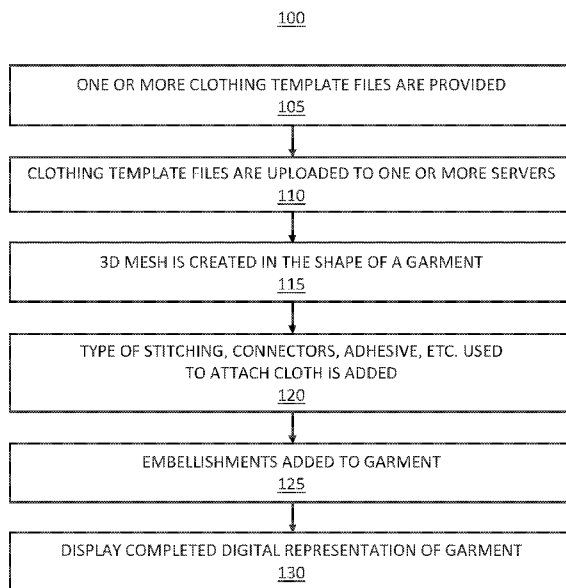 100
ONE OR MORE CLOTHING TEMPLATE FILES ARE PROVIDED
105
CLOTHING TEMPLATE FILES ARE UPLOADED TO ONE OR MORE SERVERS
110
3D MESH IS CREATED IN THE SHAPE OF A GARMENT
115
TYPE OF STITCHING, CONNECTORS, ADHESIVE, ETC. USED
TO ATTACH CLOTH IS ADDED
120
EMBELLISHMENTS ADDED TO GARMENT
125
DISPLAY COMPLETED DIGITAL REPRESENTATION OF GARMENT
130